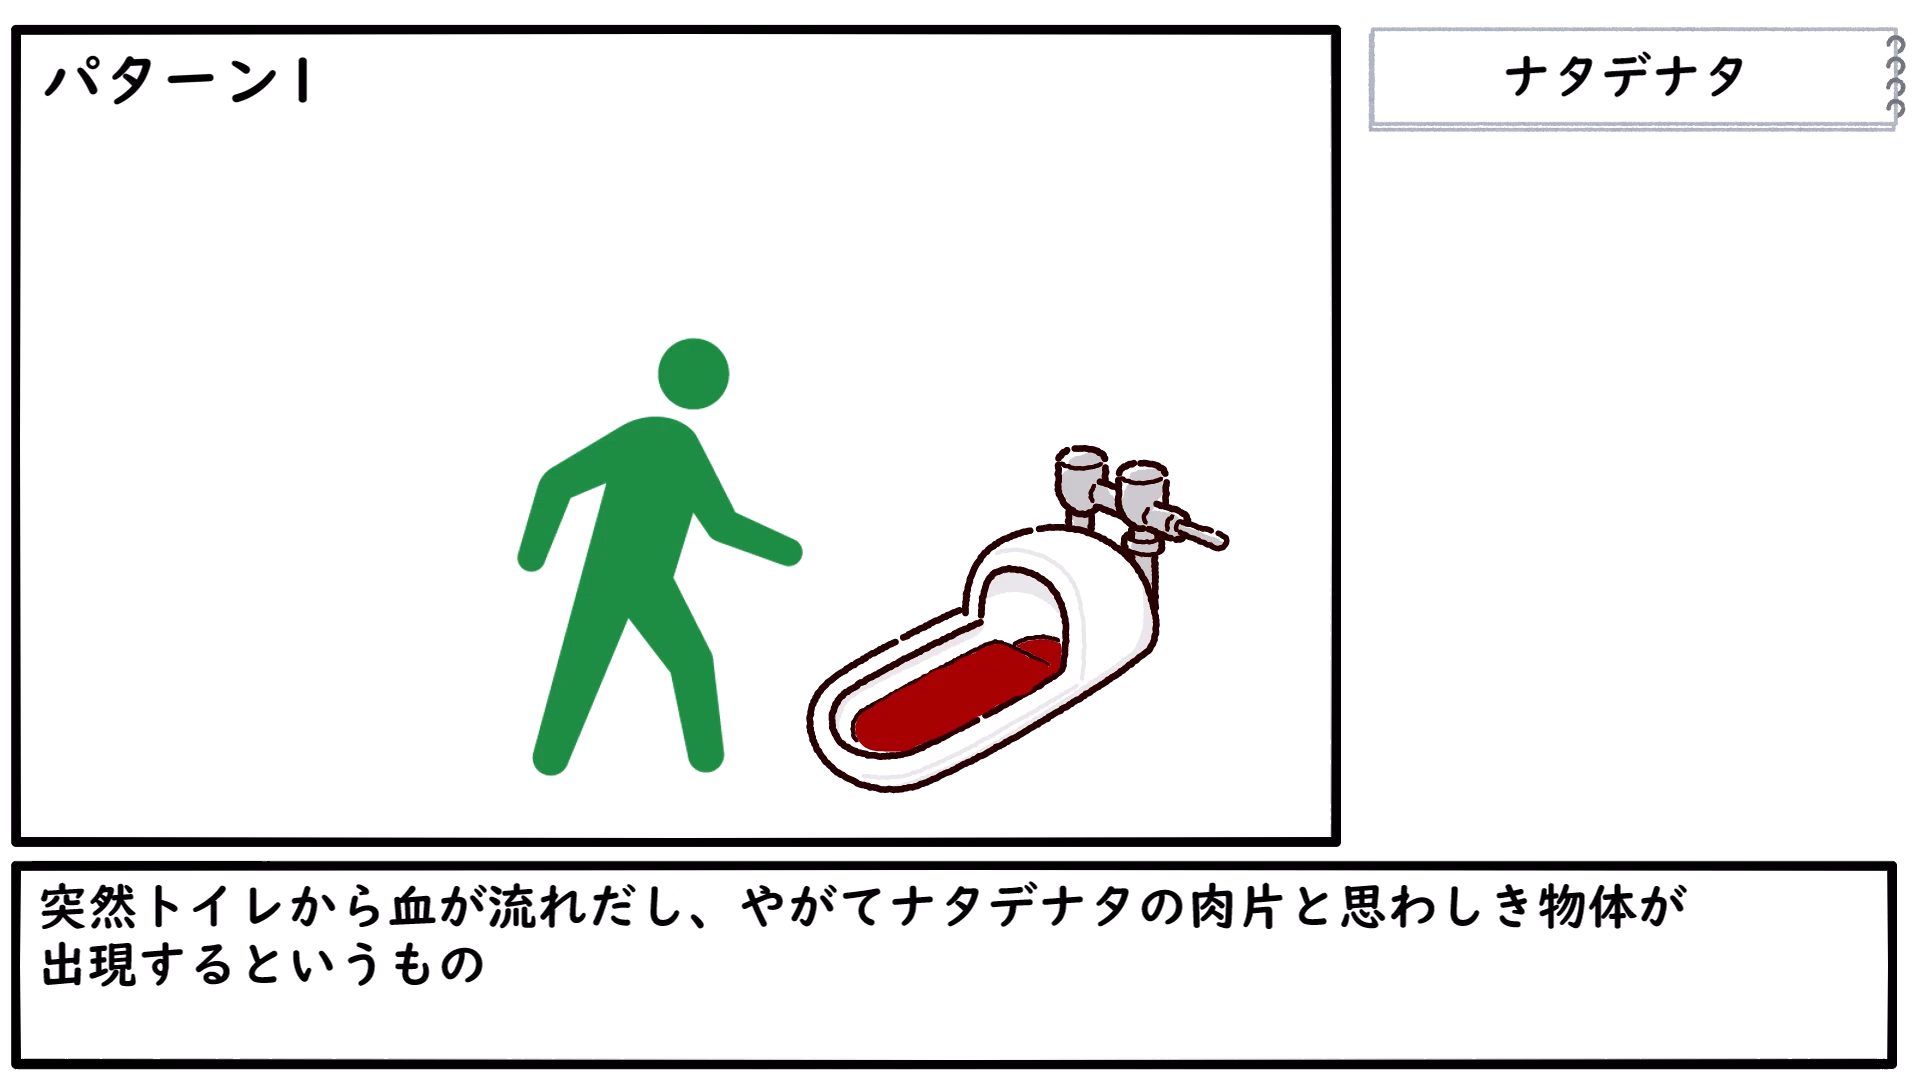 パターン1
ナタデナタ
突然トイレから血が流れだし、やがてナタデナタの肉片と思わしき物体が
出現するというもの